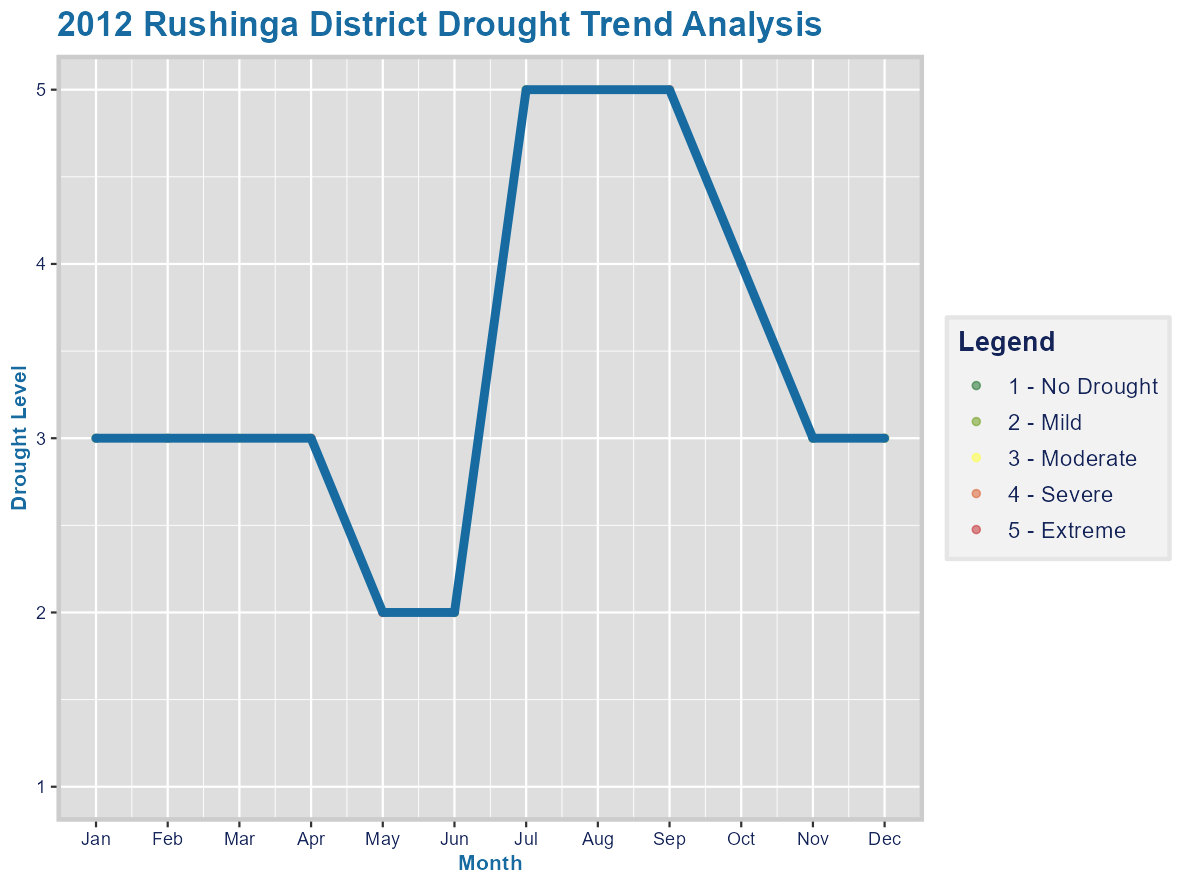 2012 Rushinga District Drought Trend Analysis
5
4
3
2
1
Drought Level
Jan Feb Mar Apr May Jun Jul Aug Sep Oct Nov Dec
Month
Legend
1 - No Drought
2 - Mild
3 - Moderate
4 - Severe
5 - Extreme